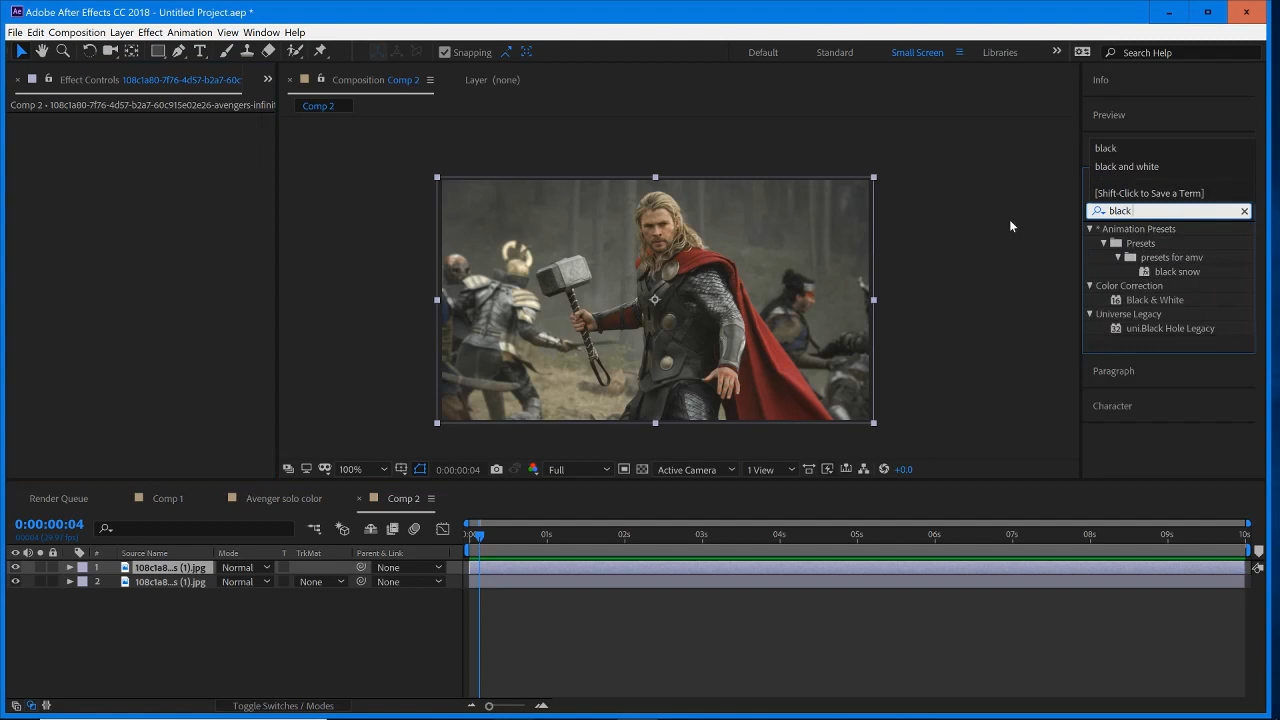 Ae Adobe After Effects CC 2018 - Untitled Project.aep *
File Edit Composition Layer Effect Animation View Window Help
Snapping
Default Standard Small Screen Libraries Search Help
Effect Controls 108c1a80-7f76-4d57-b2a7-60c
Composition Comp 2
Layer (none)
Info
Comp 2 • 108c1a80-7f76-4d57-b2a7-60c915e02e26-avengers-infinit
Comp 2
Preview
black
black and white
[Shift-Click to Save a Term]
black
* Animation Presets
Presets
presets for amv
black snow
Color Correction
Black & White
Universe Legacy
uni.Black Hole Legacy
Paragraph
Character
100% 0:00:00:04 Full Active Camera 1 View +0.0
Render Queue Comp 1 Avenger solo color Comp 2
0:00:00:04
00004 (29.97 fps)
01s 02s 03s 04s 05s 06s 07s 08s 09s 10s
# Source Name Mode T TrkMat Parent & Link
1 108c1a8...s (1).jpg Normal None
2 108c1a8...s (1).jpg Normal None None
Toggle Switches / Modes